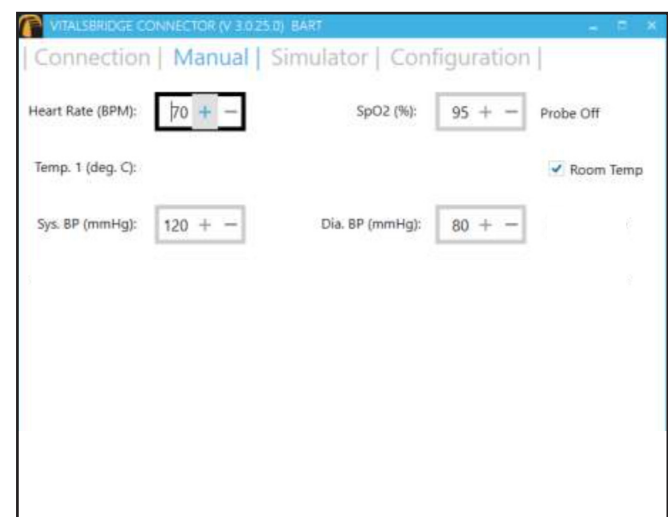 VITALSBRIDGE CONNECTOR (V 3.0.25.0) BART
| Connection | Manual | Simulator | Configuration |
Heart Rate (BPM): 70 + − SpO2 (%): 95 + − Probe Off
Temp. 1 (deg. C): Room Temp
Sys. BP (mmHg): 120 + − Dia. BP (mmHg): 80 + −